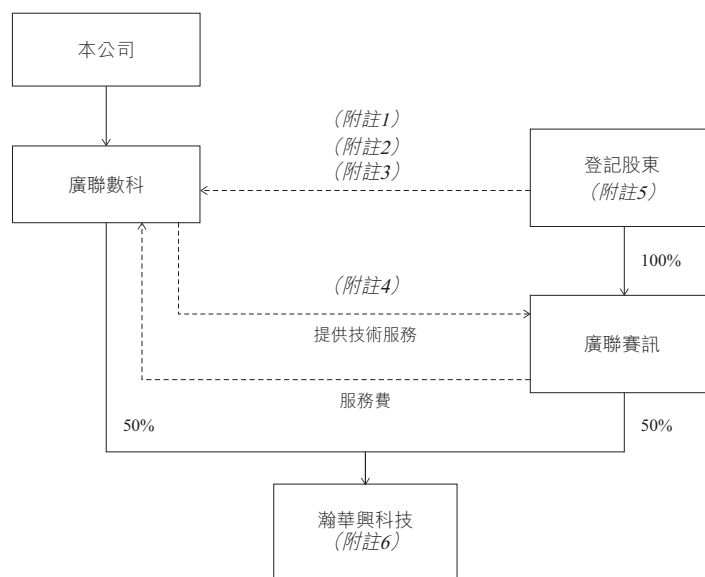 本公司
廣聯數科
（附註1）
（附註2）
（附註3）
登記股東
（附註5）
100%
（附註4）
提供技術服務
廣聯賽訊
服務費
50%
50%
瀚華興科技
（附註6）